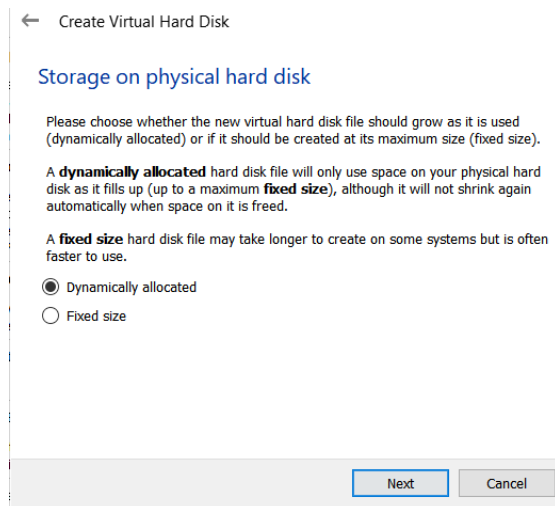 Create Virtual Hard Disk
Storage on physical hard disk
Please choose whether the new virtual hard disk file should grow as it is used
(dynamically allocated) or if it should be created at its maximum size (fixed size).
A dynamically allocated hard disk file will only use space on your physical hard
disk as it fills up (up to a maximum fixed size), although it will not shrink again
automatically when space on it is freed.
A fixed size hard disk file may take longer to create on some systems but is often
faster to use.
Dynamically allocated
Fixed size
Next
Cancel